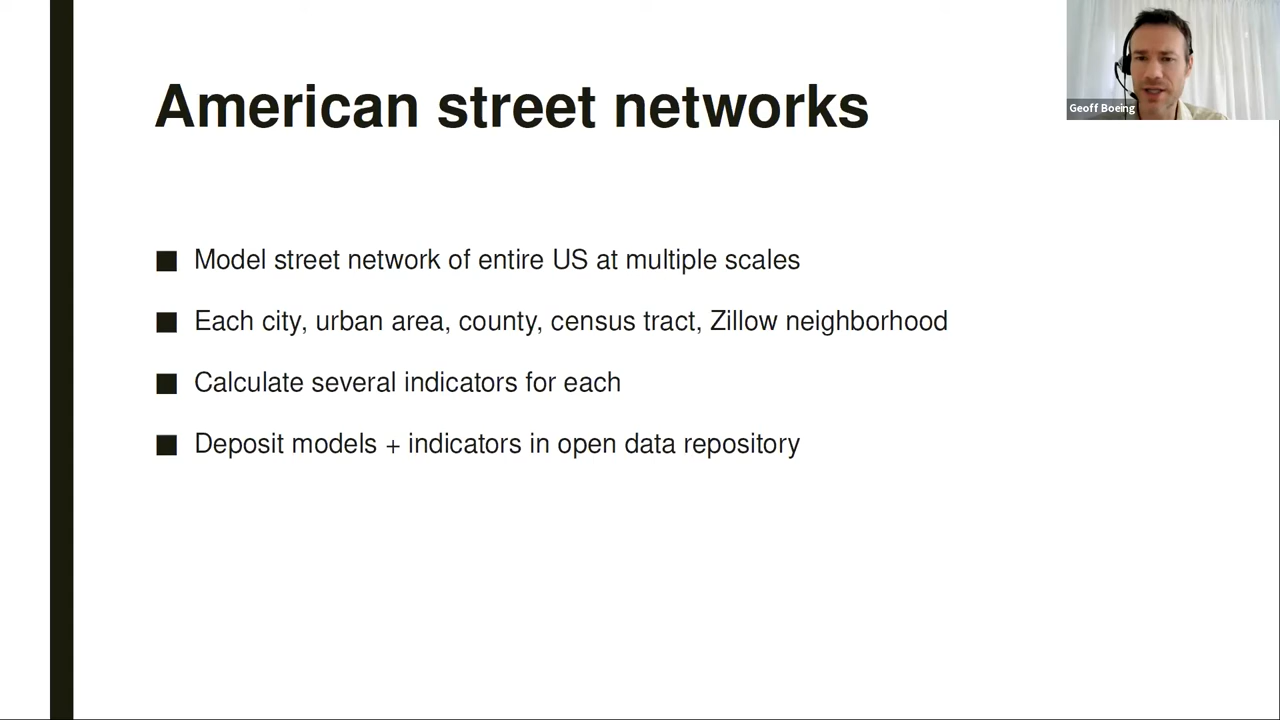 American street networks
Geoff Boeing
Model street network of entire US at multiple scales
Each city, urban area, county, census tract, Zillow neighborhood
Calculate several indicators for each
Deposit models + indicators in open data repository